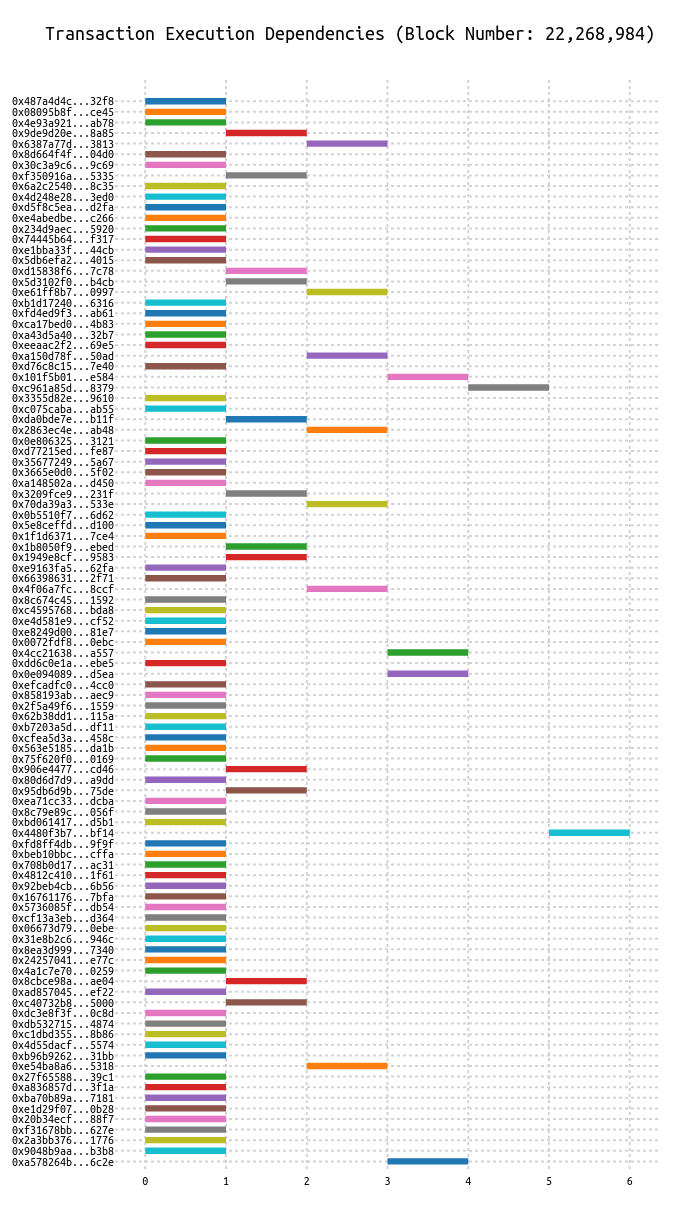 Transaction Execution Dependencies (Block Number: 22,268,984)
0x487a4d4c...32f8
0x08095b8f...ce45
0x4e93a921...ab78
0x9de9d20e...8a85
0x6387a77d...3813
0x8d664f4f...04d0
0x30c3a9c6...9c69
0xf350916a...5335
0x6a2c2540...8c35
0x4d248e28...3ed0
0xd5f8c5ea...d2fa
0xe4abedbe...c266
0x234d9aec...5920
0x74445b64...f317
0xe1bba33f...44cb
0x5db6efa2...4015
0xd15838f6...7c78
0x5d3102f0...b4cb
0xe61ff8b7...0997
0xb1d17240...6316
0xfd4ed9f3...ab61
0xca17bed0...4b83
0xa43d5a40...32b7
0xeeaac2f2...69e5
0xa150d78f...50ad
0xd76c8c15...7e40
0x101f5b01...e584
0xc961a85d...8379
0x3355d82e...9610
0xc075caba...ab55
0xda0bde7e...b11f
0x2863ec4e...ab48
0x0e806325...3121
0xd77215ed...fe87
0x35677249...5a67
0x3665e0d0...5f02
0xa148502a...d450
0x3209fce9...231f
0x70da39a3...533e
0x0b5510f7...6d62
0x5e8ceffd...d100
0x1f1d6371...7ce4
0x1b8050f9...ebed
0x1949e8cf...9583
0xe9163fa5...62fa
0x66398631...2f71
0x4f06a7fc...8ccf
0x8c674c45...1592
0xc4595768...bda8
0xe4d581e9...cf52
0xe8249d00...81e7
0x0072fdf8...0ebc
0x4cc21638...a557
0xdd6c0e1a...ebe5
0x0e094089...d5ea
0xefcadfc0...4cc0
0x858193ab...aec9
0x2f5a49f6...1559
0x62b38dd1...115a
0xb7203a5d...df11
0xcfea5d3a...458c
0x563e5185...da1b
0x75f620f0...0169
0x906e4477...cd46
0x80d6d7d9...a9dd
0x95db6d9b...75de
0xea71cc33...dcba
0x8c79e89c...056f
0xbd061417...d5b1
0x4480f3b7...bf14
0xfd8ff4db...9f9f
0xbeb10bbc...cffa
0x708b0d17...ac31
0x4812c410...1f61
0x92beb4cb...6b56
0x16761176...7bfa
0x5736085f...db54
0xcf13a3eb...d364
0x06673d79...0ebe
0x31e8b2c6...946c
0x8ea3d999...7340
0x24257041...e77c
0x4a1c7e70...0259
0x8cbce98a...ae04
0xad857045...ef22
0xc40732b8...5000
0xdc3e8f3f...0c8d
0xdb532715...4874
0xc1dbd355...8b86
0x4d55dacf...5574
0xb96b9262...31bb
0xe54ba8a6...5318
0x27f65588...39c1
0xa836857d...3f1a
0xba70b89a...7181
0xe1d29f07...0b28
0x20b34ecf...88f7
0xf31678bb...627e
0x2a3bb376...1776
0x9048b9aa...b3b8
0xa578264b...6c2e
0 1 2 3 4 5 6